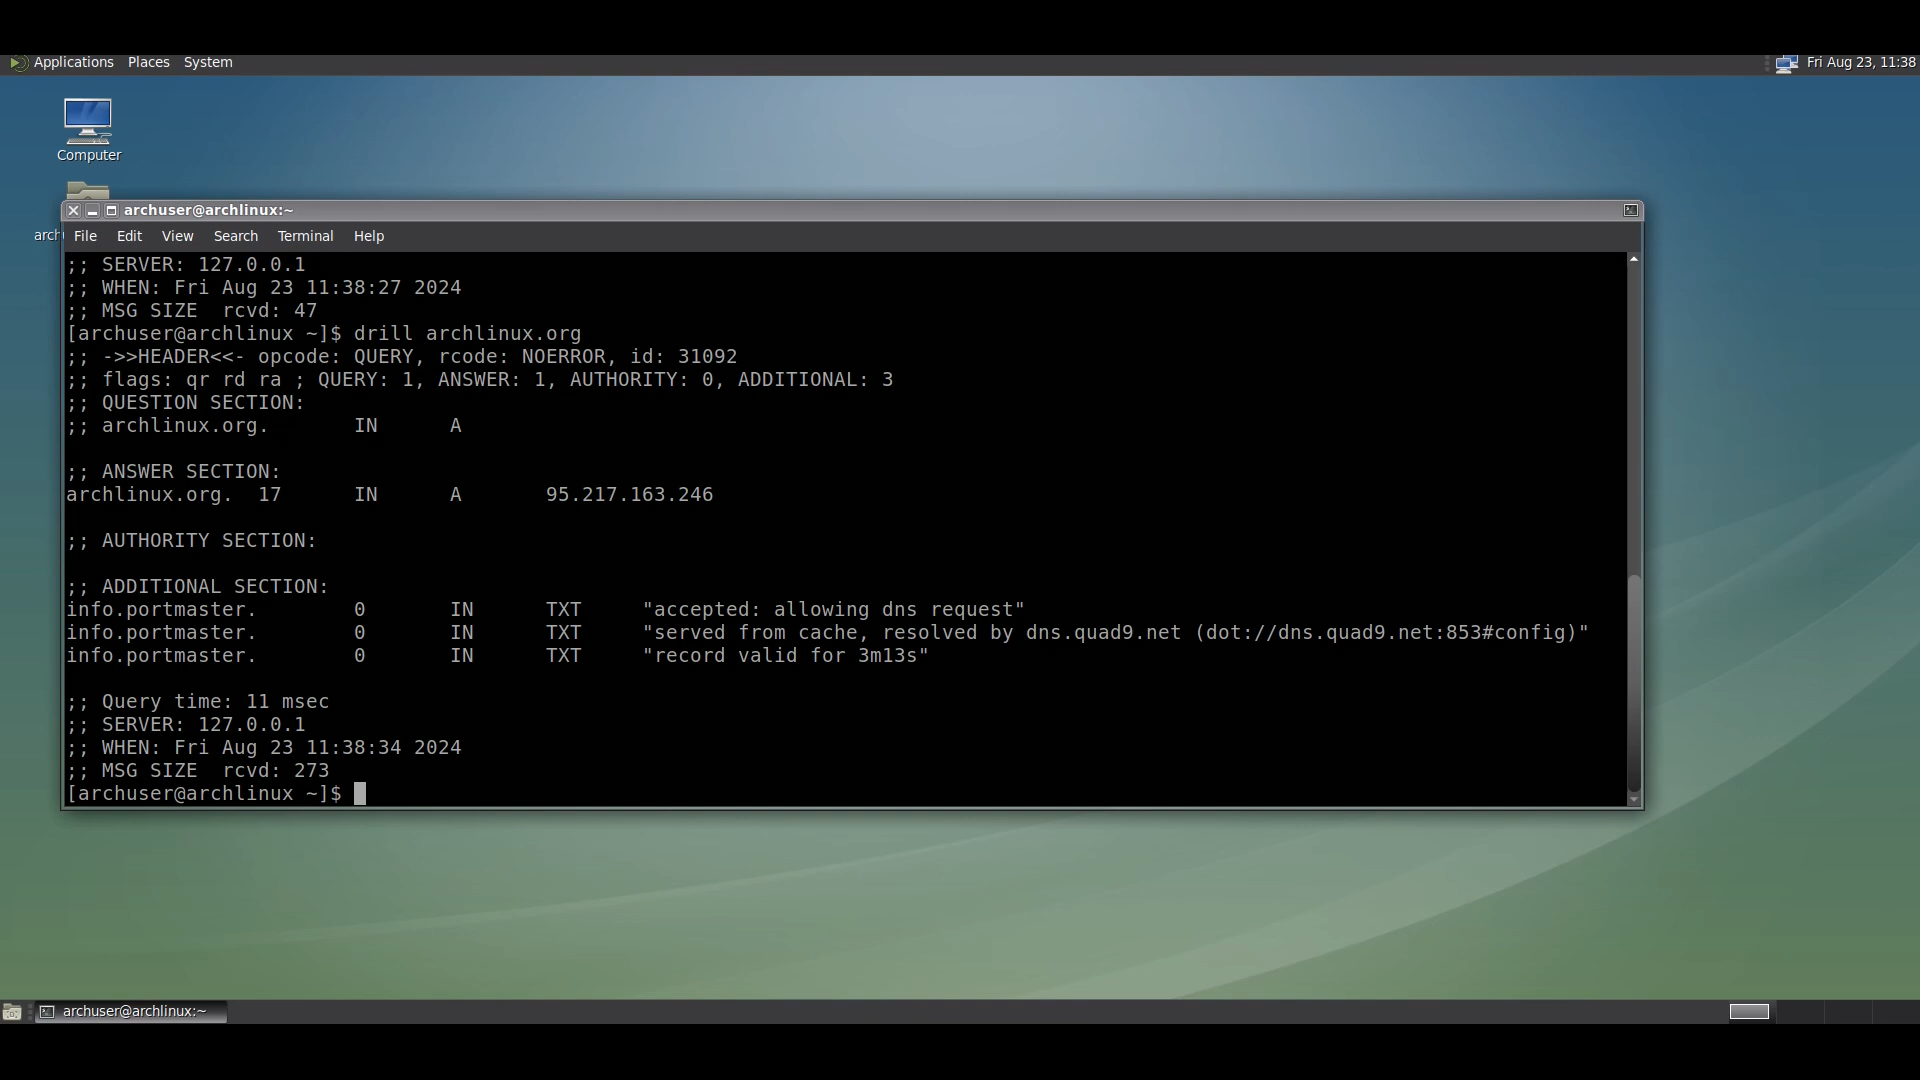 Applications Places System
Fri Aug 23, 11:38
Computer
archuser@archlinux:~
arch
File Edit View Search Terminal Help
;; SERVER: 127.0.0.1
;; WHEN: Fri Aug 23 11:38:27 2024
;; MSG SIZE  rcvd: 47
[archuser@archlinux ~]$ drill archlinux.org
;; ->>HEADER<<- opcode: QUERY, rcode: NOERROR, id: 31092
;; flags: qr rd ra ; QUERY: 1, ANSWER: 1, AUTHORITY: 0, ADDITIONAL: 3
;; QUESTION SECTION:
;; archlinux.org.       IN      A
;; ANSWER SECTION:
archlinux.org.  17      IN      A       95.217.163.246
;; AUTHORITY SECTION:
;; ADDITIONAL SECTION:
info.portmaster.        0       IN      TXT     "accepted: allowing dns request"
info.portmaster.        0       IN      TXT     "served from cache, resolved by dns.quad9.net (dot://dns.quad9.net:853#config)"
info.portmaster.        0       IN      TXT     "record valid for 3m13s"
;; Query time: 11 msec
;; SERVER: 127.0.0.1
;; WHEN: Fri Aug 23 11:38:34 2024
;; MSG SIZE  rcvd: 273
[archuser@archlinux ~]$
archuser@archlinux:~